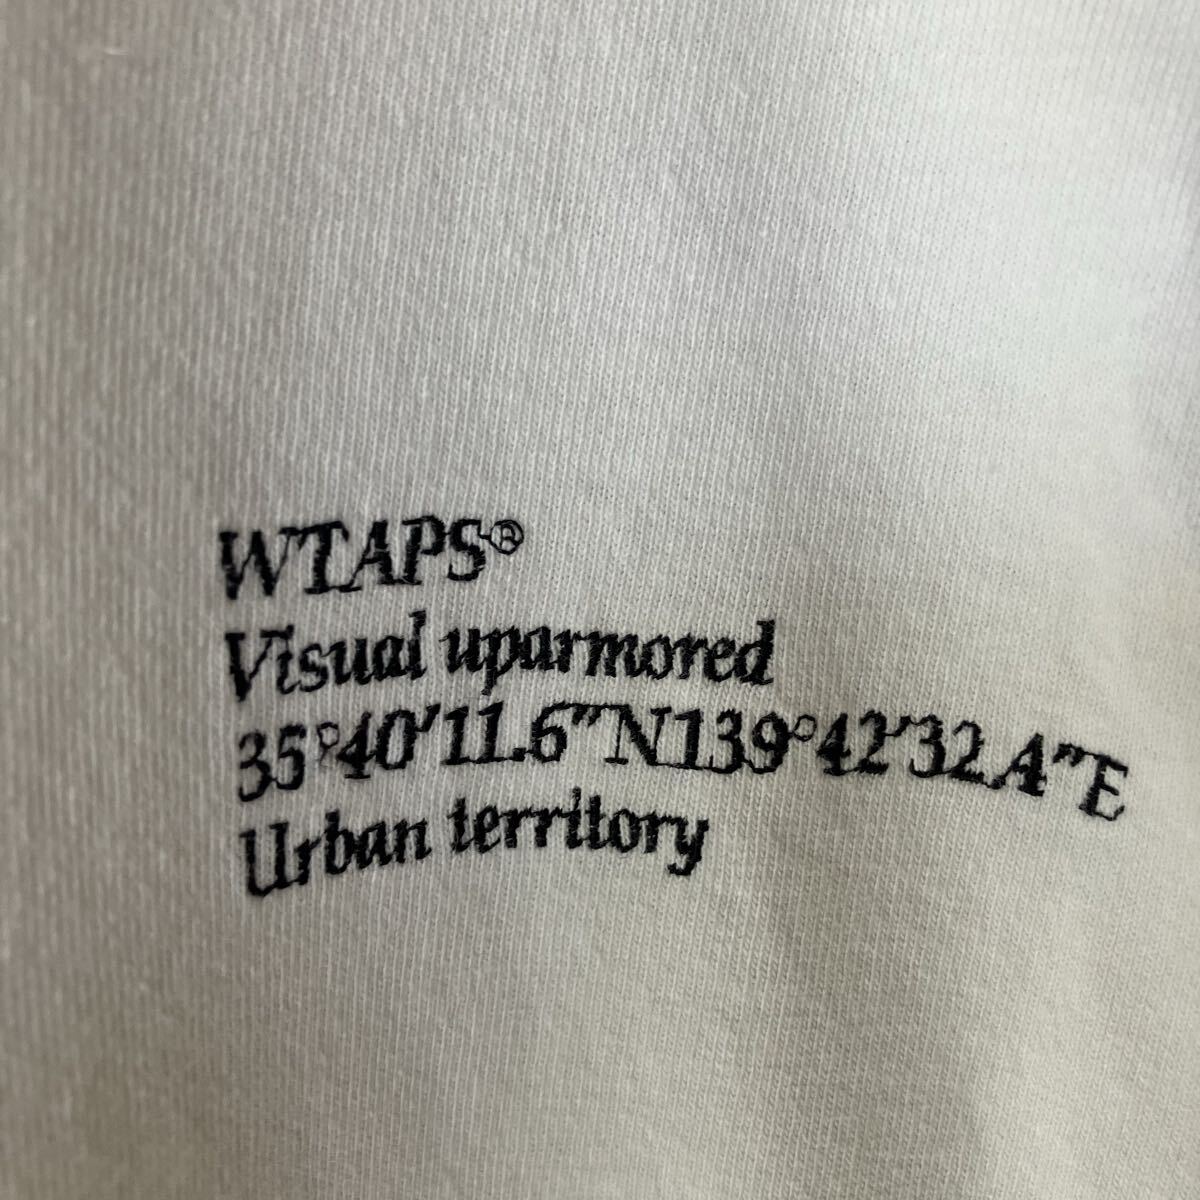 WTAPS®
Visual uparmored
35°40'11.6"N139°42'32.4"E
Urban territory